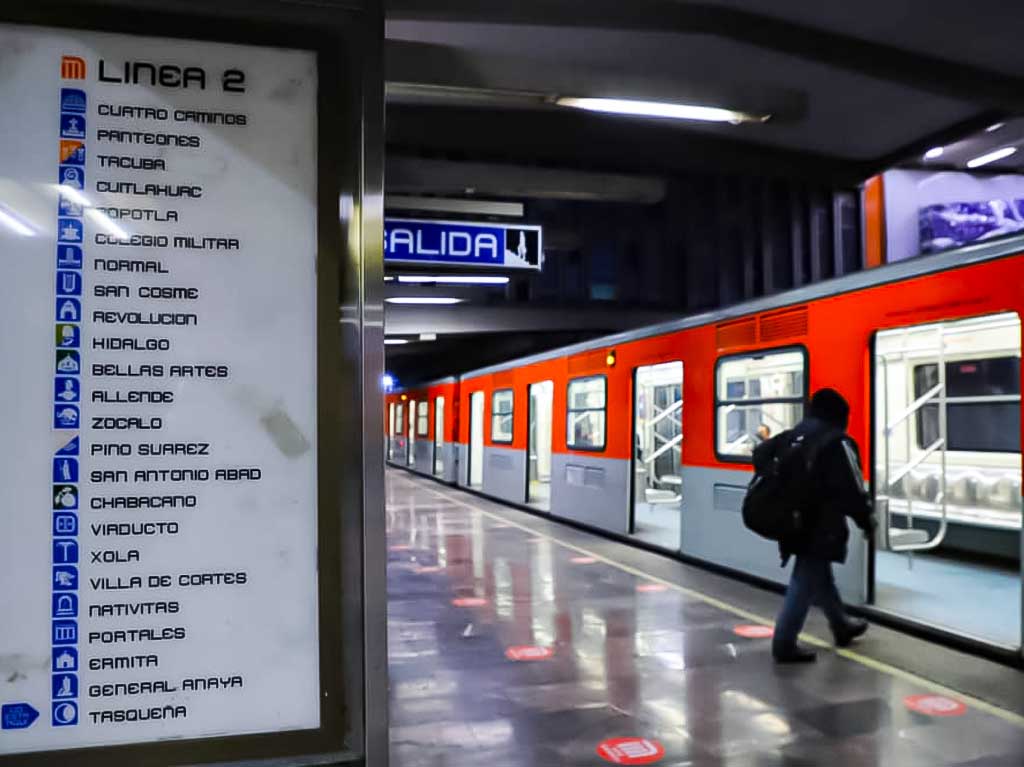 LINEA 2
CUATRO CAMINOS
PANTEONES
TACUBA
CUITLAHUAC
POPOTLA
COLEGIO MILITAR
NORMAL
SAN COSME
REVOLUCION
HIDALGO
BELLAS ARTES
ALLENDE
ZOCALO
PINO SUAREZ
SAN ANTONIO ABAD
CHABACANO
VIADUCTO
XOLA
VILLA DE CORTES
NATIVITAS
PORTALES
ERMITA
GENERAL ANAYA
TASQUEÑA
SALIDA